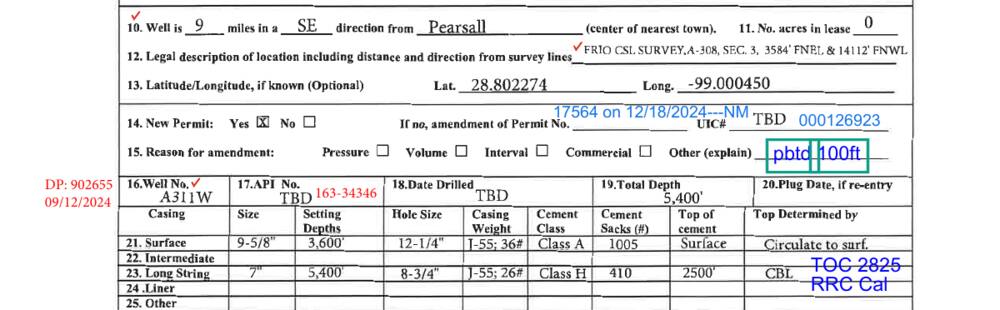 10. Well is 9 miles in a SE direction from Pearsall (center of nearest town). 11. No. acres in lease 0
12. Legal description of location including distance and direction from survey lines FRIO CSL SURVEY, A-308, SEC. 3, 3584' FNEL & 14112' FNWL
13. Latitude/Longitude, if known (Optional) Lat. 28.802274 Long. -99.000450
17564 on 12/18/2024---NM
14. New Permit: Yes ☒ No ☐ If no, amendment of Permit No. UIC# TBD 000126923
15. Reason for amendment: Pressure ☐ Volume ☐ Interval ☐ Commercial ☐ Other (explain) pbtd 100ft
DP: 902655
09/12/2024
16. Well No. 17. API No. 18. Date Drilled 19. Total Depth 20. Plug Date, if re-entry
A311W TBD 163-34346 TBD 5,400'
Casing Size Setting Depths Hole Size Casing Weight Cement Class Cement Sacks (#) Top of cement Top Determined by
21. Surface 9-5/8" 3,600' 12-1/4" J-55; 36# Class A 1005 Surface Circulate to surf.
22. Intermediate
23. Long String 7" 5,400' 8-3/4" J-55; 26# Class H 410 2500' CBL TOC 2825
RRC Cal
24. Liner
25. Other